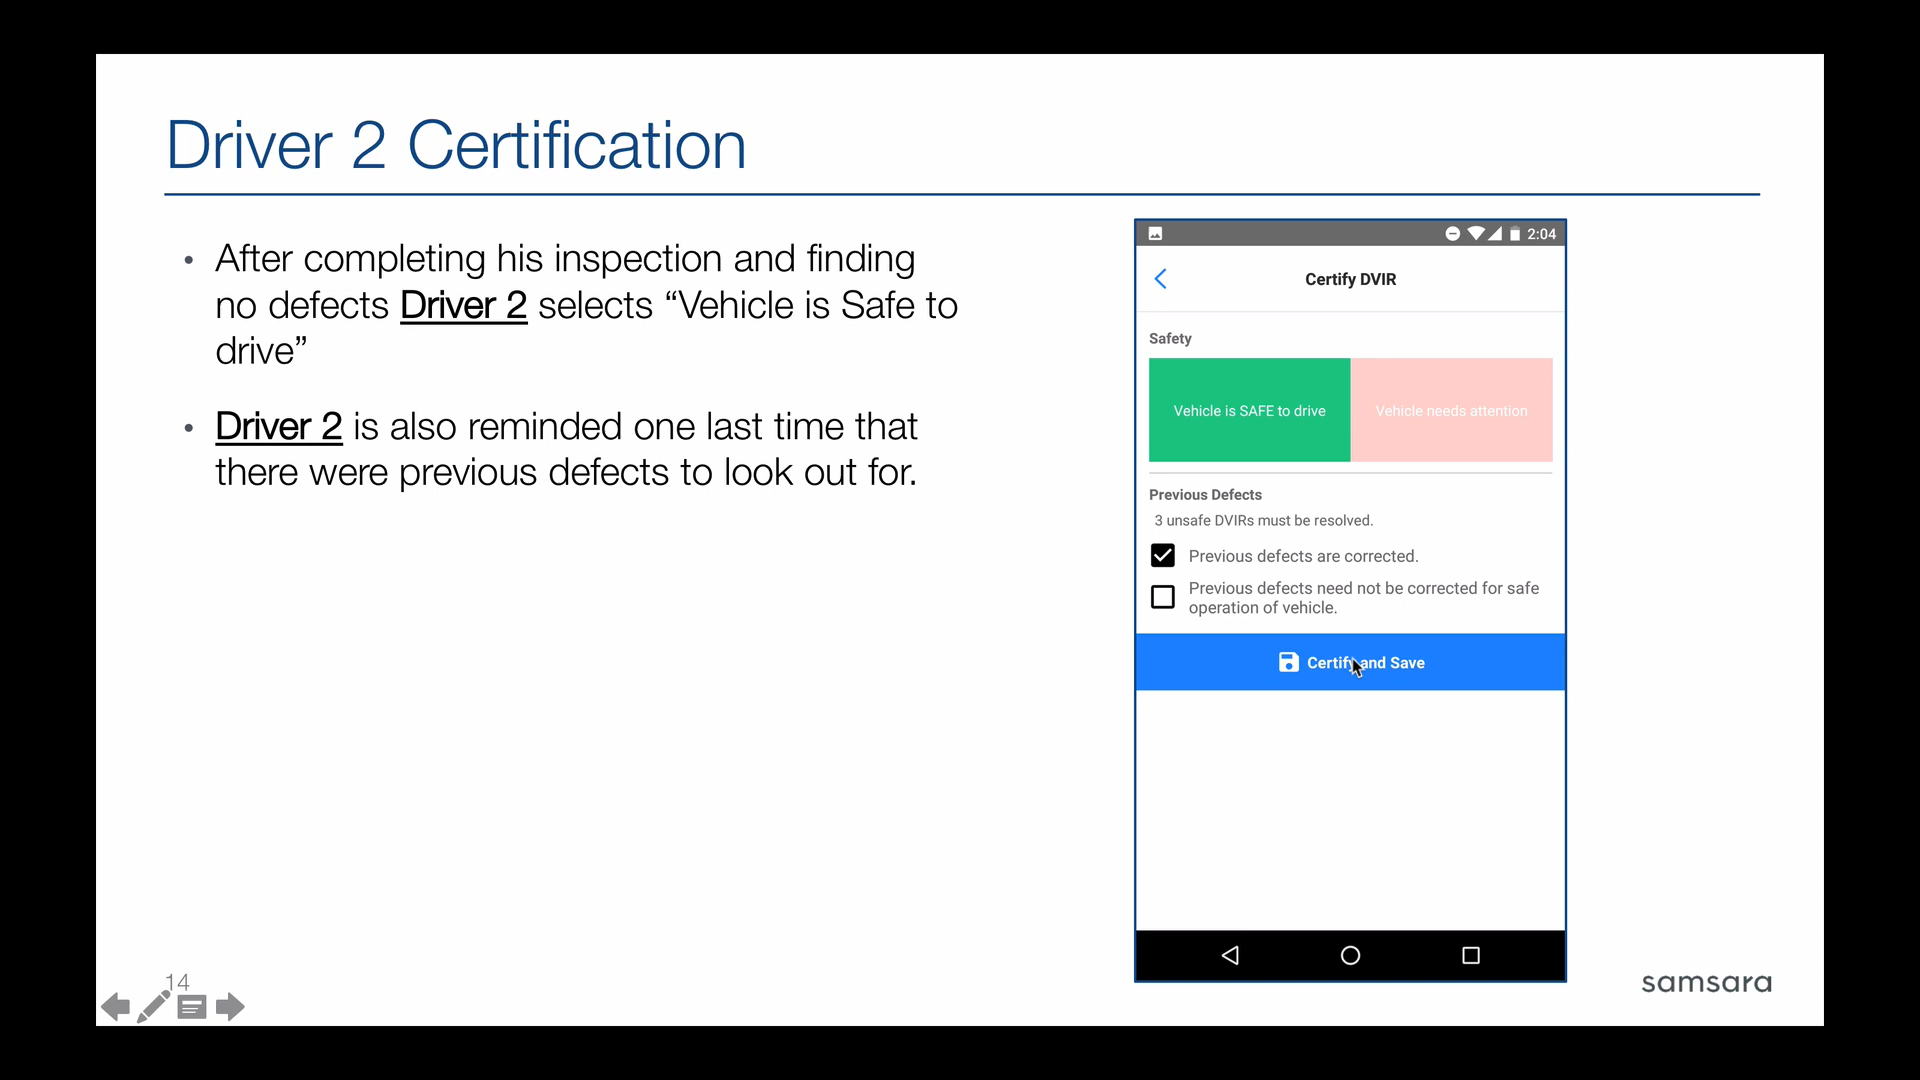 Driver 2 Certification
• After completing his inspection and finding
no defects Driver 2 selects “Vehicle is Safe to
drive”
• Driver 2 is also reminded one last time that
there were previous defects to look out for.
2:04
Certify DVIR
Safety
Vehicle is SAFE to drive
Vehicle needs attention
Previous Defects
3 unsafe DVIRs must be resolved.
Previous defects are corrected.
Previous defects need not be corrected for safe
operation of vehicle.
Certify and Save
14
samsara